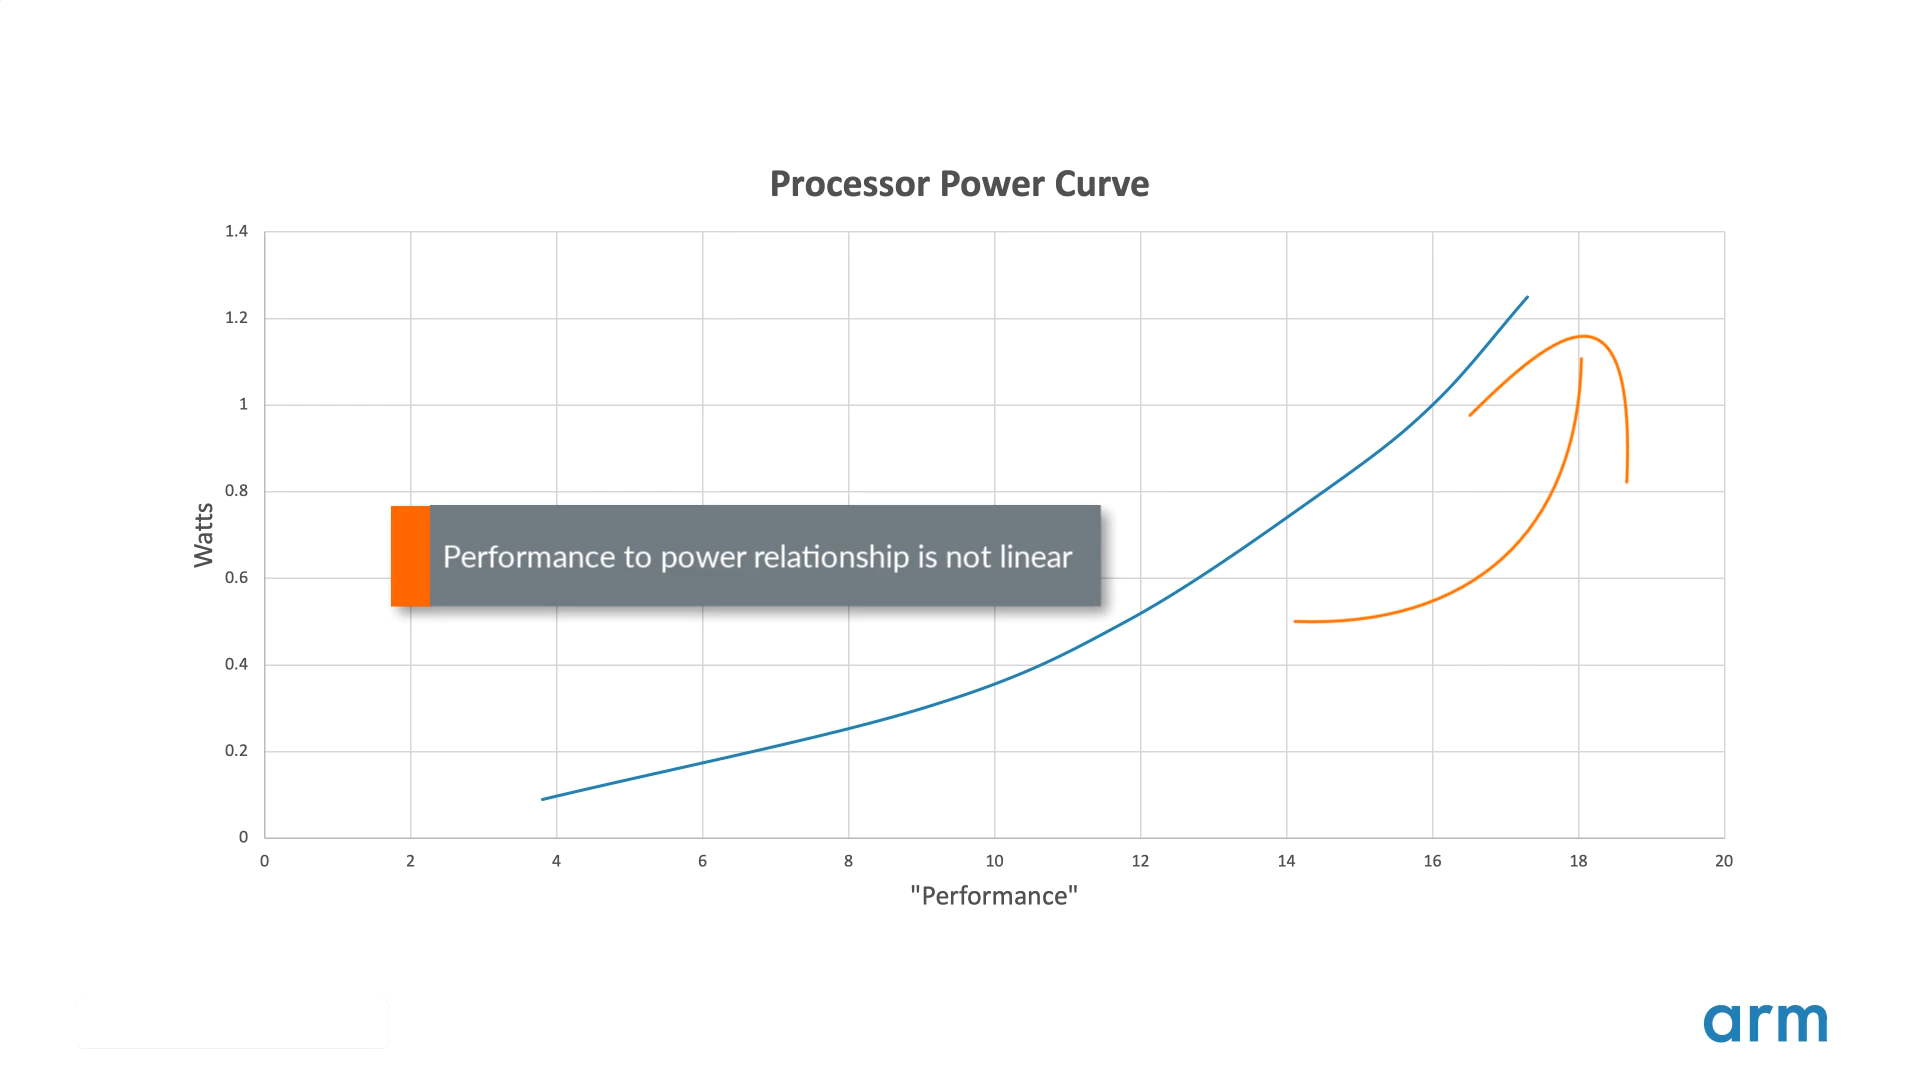 Processor Power Curve
1.4
1.2
1
0.8
0.6
0.4
0.2
0
Watts
Performance to power relationship is not linear
0 2 4 6 8 10 12 14 16 18 20
"Performance"
arm